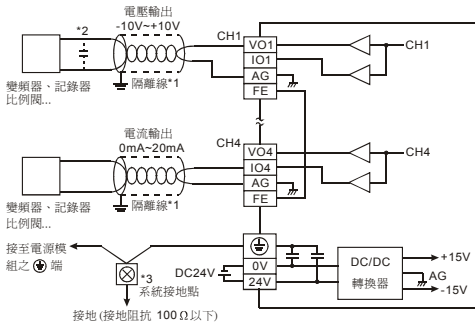 電壓輸出
-10V~+10V
*2
CH1
隔離線*1
變頻器、記錄器
比例閥...
VO1
IO1
AG
FE
CH1
電流輸出
0mA~20mA
CH4
隔離線*1
變頻器、記錄器
比例閥...
VO4
IO4
AG
FE
CH4
接至電源模
組之 端
*3
系統接地點
接地 (接地阻抗 100 Ω 以下)
DC24V
0V
24V
DC/DC
轉換器
+15V
AG
-15V